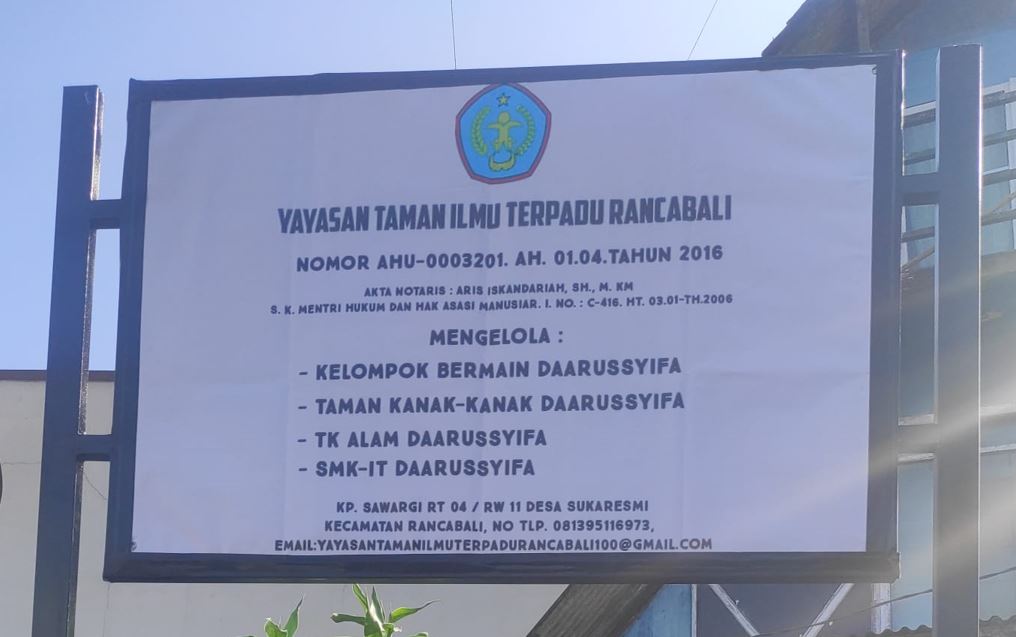 YAYASAN TAMAN ILMU TERPADU RANCABALI
NOMOR AHU-0003201. AH. 01.04.TAHUN 2016
AKTA NOTARIS : ARIS ISKANDARIAH, SH., M. KM
S. K. MENTRI HUKUM DAN HAK ASASI MANUSIAR. I. NO. : C-416. HT. 03.01-TH.2006
MENGELOLA :
- KELOMPOK BERMAIN DAARUSSYIFA
- TAMAN KANAK-KANAK DAARUSSYIFA
- TK ALAM DAARUSSYIFA
- SMK-IT DAARUSSYIFA
KP. SAWARGI RT 04 / RW 11 DESA SUKARESMI
KECAMATAN RANCABALI, NO TLP. 081395116973,
EMAIL:YAYASANTAMANILMUTERPADURANCABALI100@GMAIL.COM